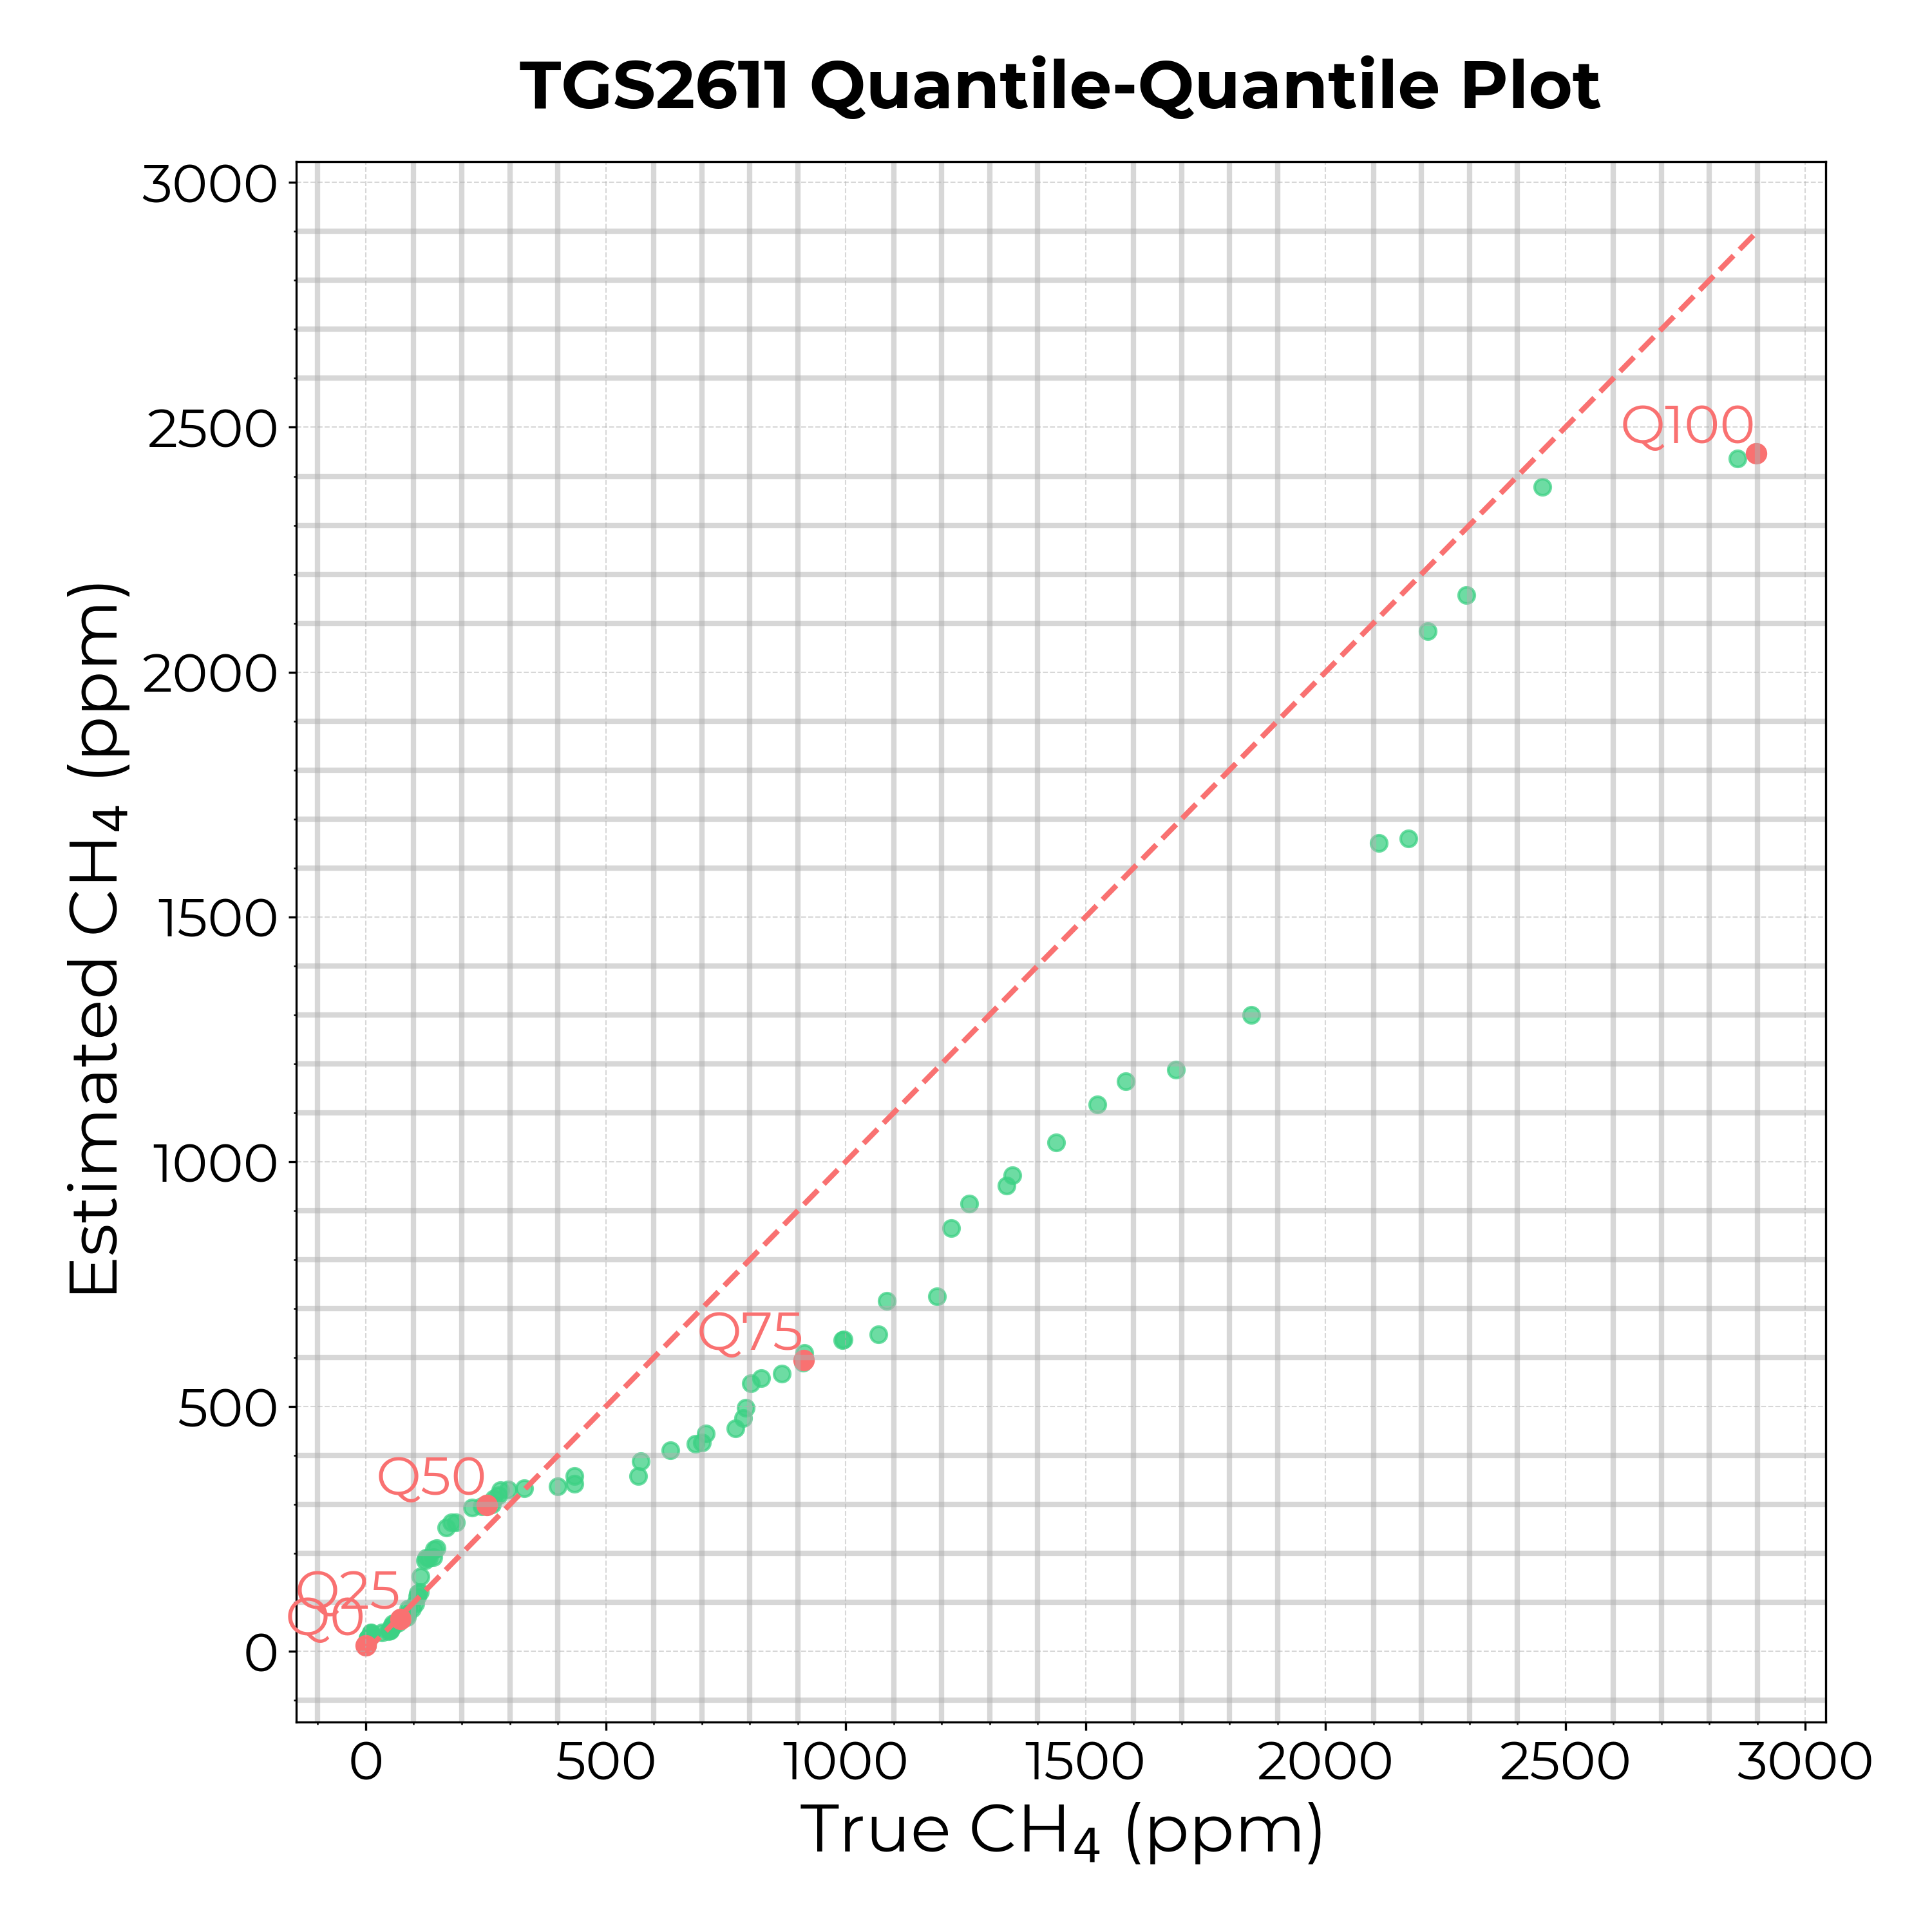 TGS2611 Quantile-Quantile Plot
3000
2500
2000
1500
1000
500
0
Estimated CH₄ (ppm)
Q100
Q75
Q50
Q25
Q0
0 500 1000 1500 2000 2500 3000
True CH₄ (ppm)